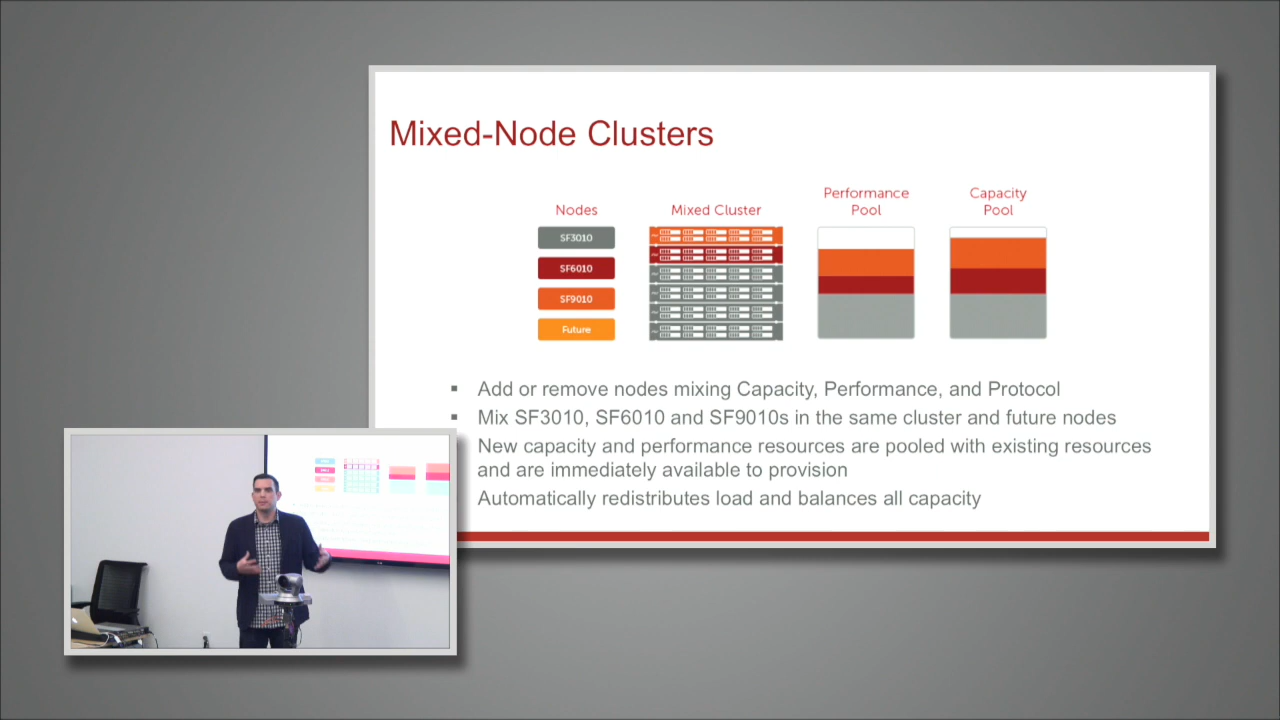 Mixed-Node Clusters
Nodes
Mixed Cluster
Performance
Pool
Capacity
Pool
SF3010
SF6010
SF9010
Future
Add or remove nodes mixing Capacity, Performance, and Protocol
Mix SF3010, SF6010 and SF9010s in the same cluster and future nodes
New capacity and performance resources are pooled with existing resources
and are immediately available to provision
Automatically redistributes load and balances all capacity